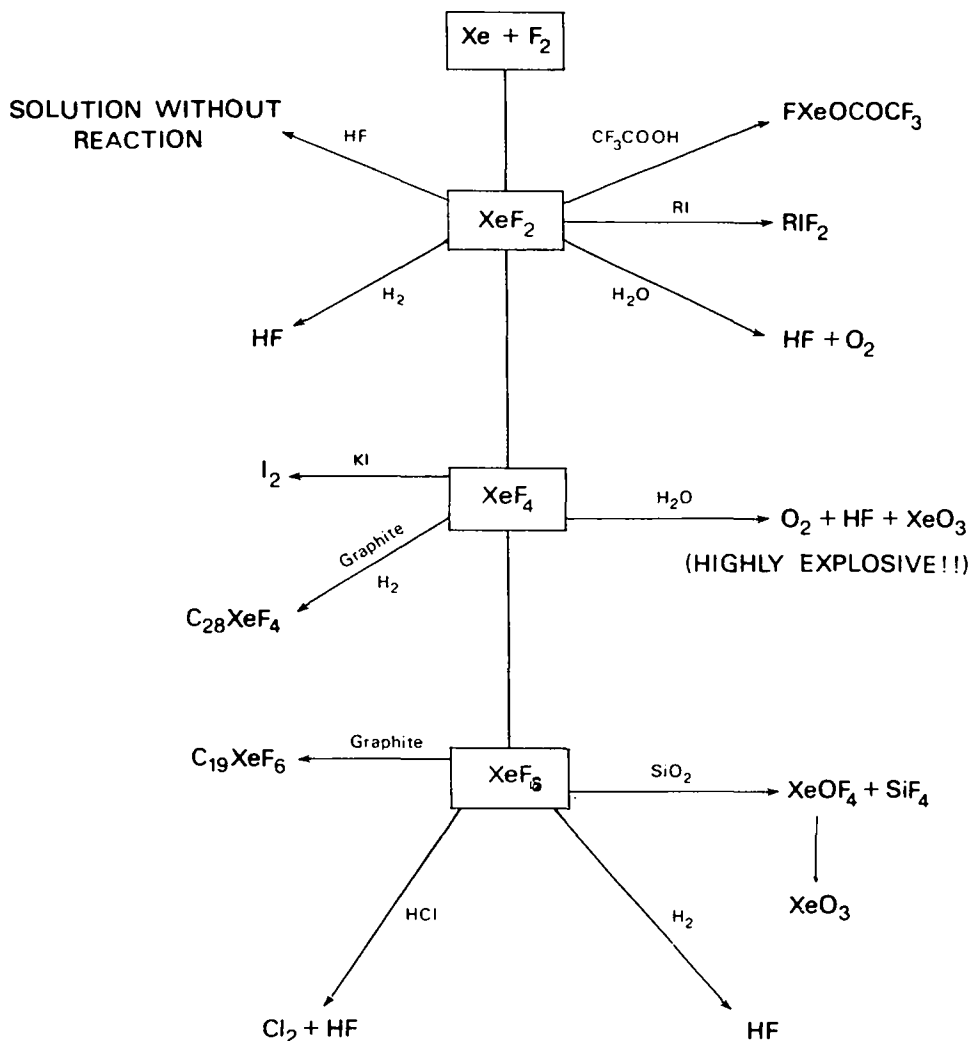 Xe + F₂
SOLUTION WITHOUT
REACTION
HF
CF₃COOH
FXeOCOCF₃
XeF₂
RI
RIF₂
H₂
HF
H₂O
HF + O₂
KI
I₂
XeF₄
H₂O
O₂ + HF + XeO₃
(HIGHLY EXPLOSIVE!!)
Graphite
H₂
C₂₈XeF₄
Graphite
C₁₉XeF₆
XeF₆
SiO₂
XeOF₄ + SiF₄
XeO₃
HCl
H₂
Cl₂ + HF
HF